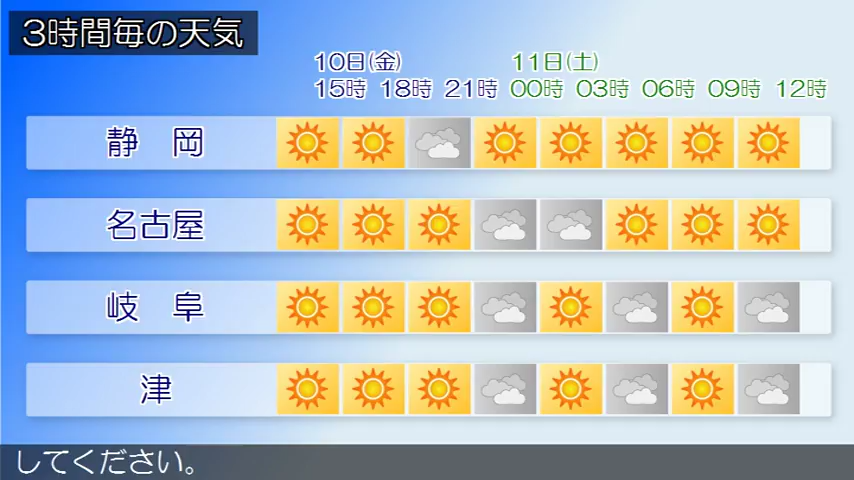 3時間毎の天気
10日(金) 11日(土)
15時 18時 21時 00時 03時 06時 09時 12時
静　岡
名古屋
岐　阜
津
してください。